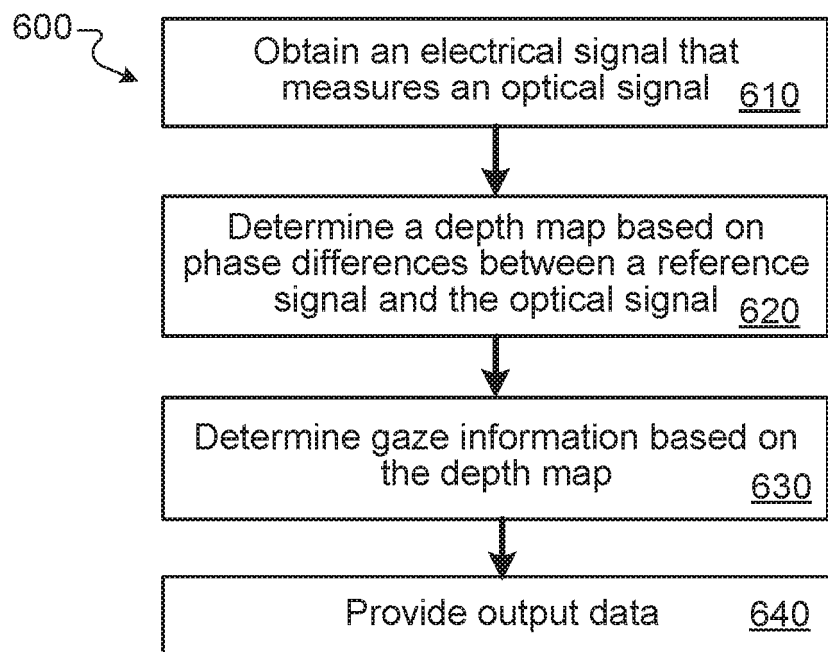 600
Obtain an electrical signal that
measures an optical signal 610
Determine a depth map based on
phase differences between a reference
signal and the optical signal 620
Determine gaze information based on
the depth map 630
Provide output data 640